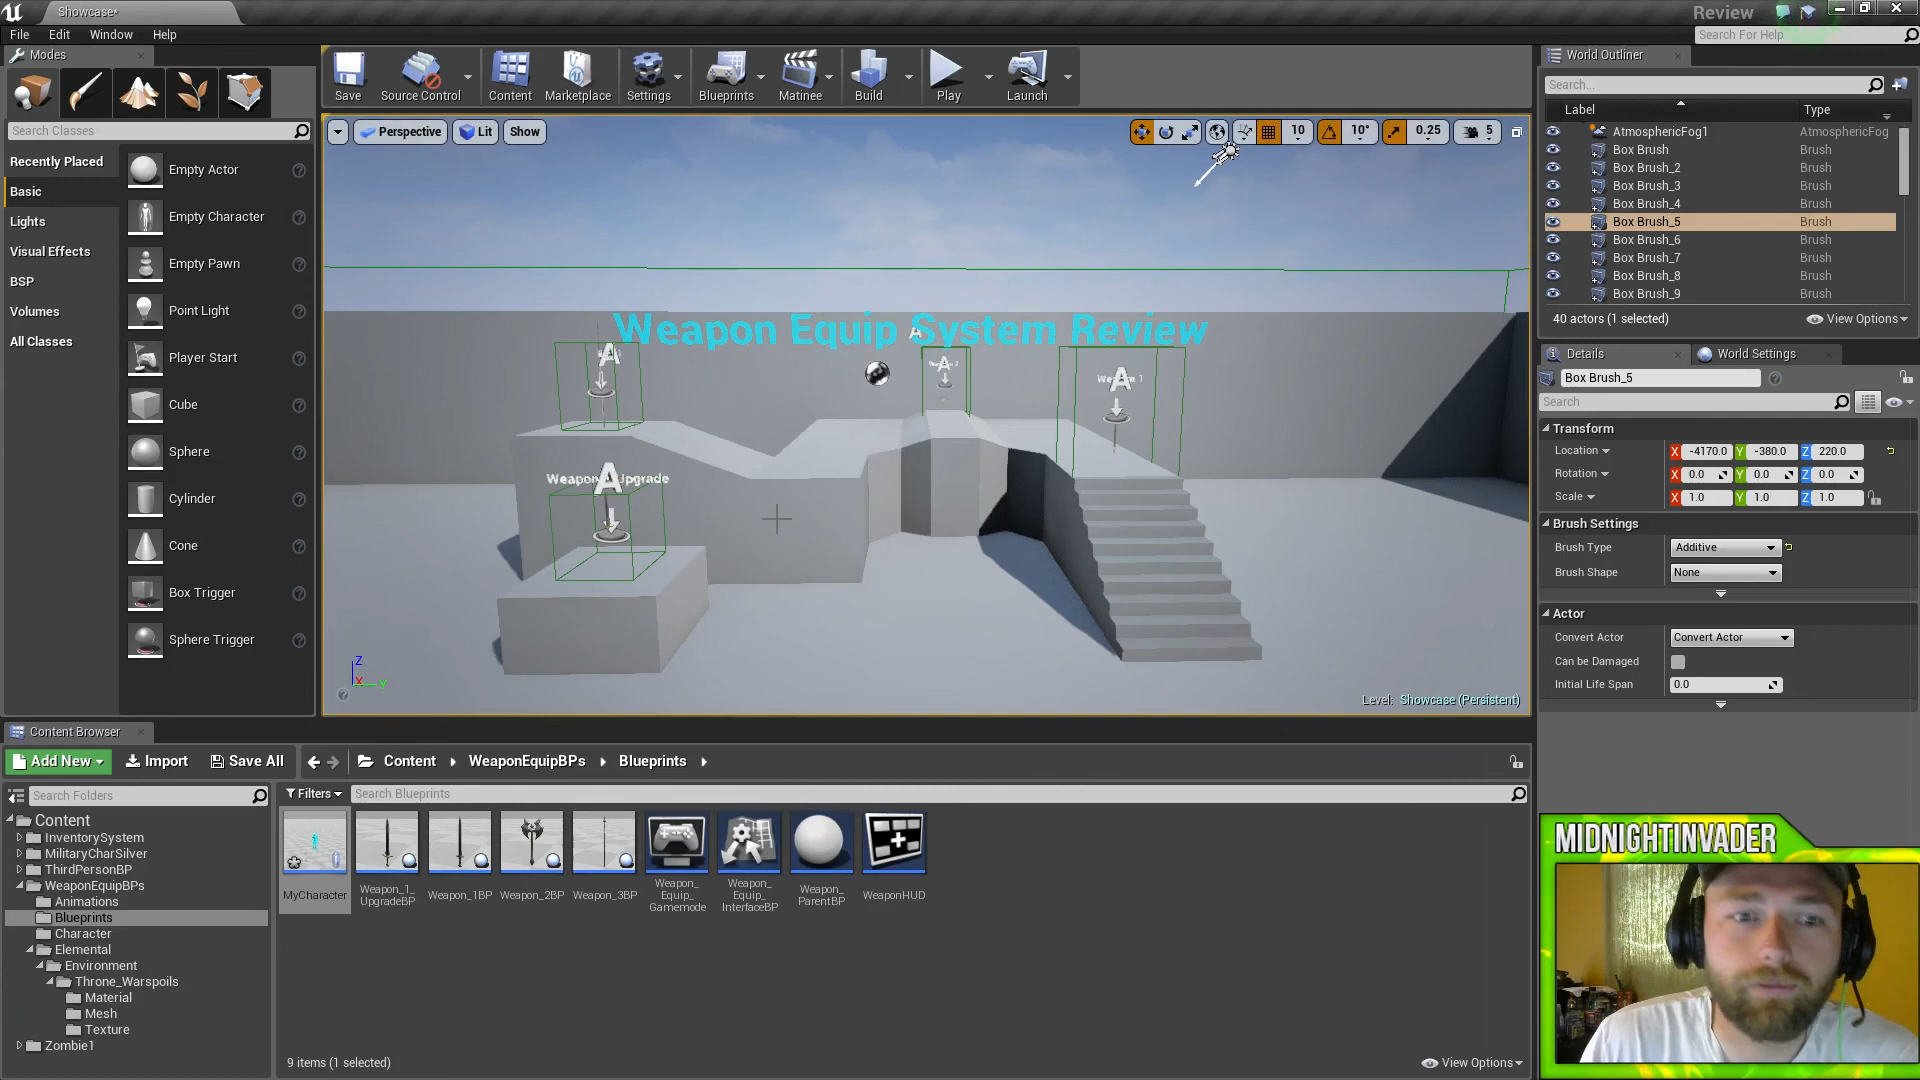 Showcase*
Review
File Edit Window Help
Search For Help
Modes
Save
Source Control
Content
Marketplace
Settings
Blueprints
Matinee
Build
Play
Launch
Search Classes
Recently Placed
Basic
Lights
Visual Effects
BSP
Volumes
All Classes
Empty Actor
Empty Character
Empty Pawn
Point Light
Player Start
Cube
Sphere
Cylinder
Cone
Box Trigger
Sphere Trigger
Perspective
Lit
Show
10
10°
0.25
5
Weapon Equip System Review
A
A
A
A
A
Z
X
Y
Level: Showcase (Persistent)
World Outliner
Search...
Label Type
AtmosphericFog1 AtmosphericFog
Box Brush Brush
Box Brush_2 Brush
Box Brush_3 Brush
Box Brush_4 Brush
Box Brush_5 Brush
Box Brush_6 Brush
Box Brush_7 Brush
Box Brush_8 Brush
Box Brush_9 Brush
40 actors (1 selected)
View Options
Details
World Settings
Box Brush_5
Search
Transform
Location X -4170.0 Y -380.0 Z 220.0
Rotation X 0.0 Y 0.0 Z 0.0
Scale X 1.0 Y 1.0 Z 1.0
Brush Settings
Brush Type Additive
Brush Shape None
Actor
Convert Actor Convert Actor
Can be Damaged
Initial Life Span 0.0
Content Browser
Add New
Import
Save All
Content
WeaponEquipBPs
Blueprints
Search Folders
Filters
Search Blueprints
Content
InventorySystem
MilitaryCharSilver
ThirdPersonBP
WeaponEquipBPs
Animations
Blueprints
Character
Elemental
Environment
Throne_Warspoils
Material
Mesh
Texture
Zombie1
MyCharacter
Weapon_1_
UpgradeBP
Weapon_1BP
Weapon_2BP
Weapon_3BP
Weapon_
Equip_
Gamemode
Weapon_
Equip_
InterfaceBP
Weapon_
ParentBP
WeaponHUD
9 items (1 selected)
View Options
MIDNIGHTINVADER